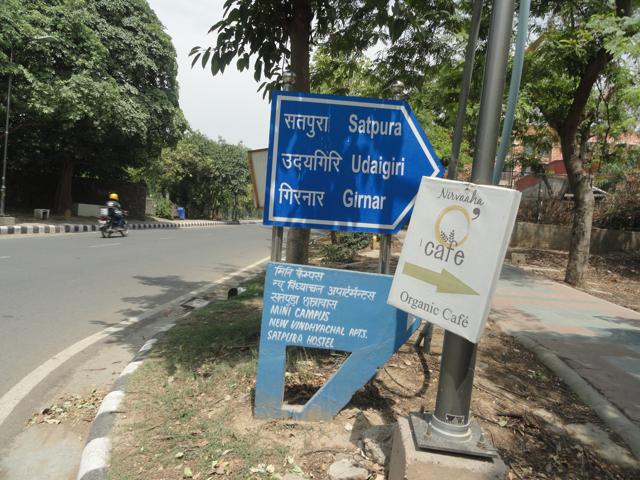 सतपुरा Satpura
उदयगिरि Udaigiri
गिरनार Girnar
मिनि कैम्पस
न्यू विंध्याचल अपार्टमेन्टस
सतपुड़ा छात्रावास
MINI CAMPUS
NEW VINDHYACHAL APTS.
SATPURA HOSTEL
Nirvaaha
cafe
Organic Café